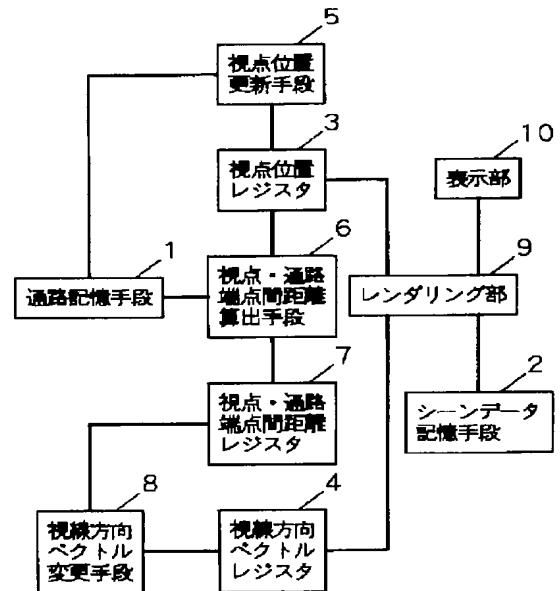 5
視点位置
更新手段
3
視点位置
レジスタ
10
表示部
1
通路記憶手段
6
視点・通路
端点間距離
算出手段
9
レンダリング部
7
視点・通路
端点間距離
レジスタ
2
シーンデータ
記憶手段
8
視線方向
ベクトル
変更手段
4
視線方向
ベクトル
レジスタ